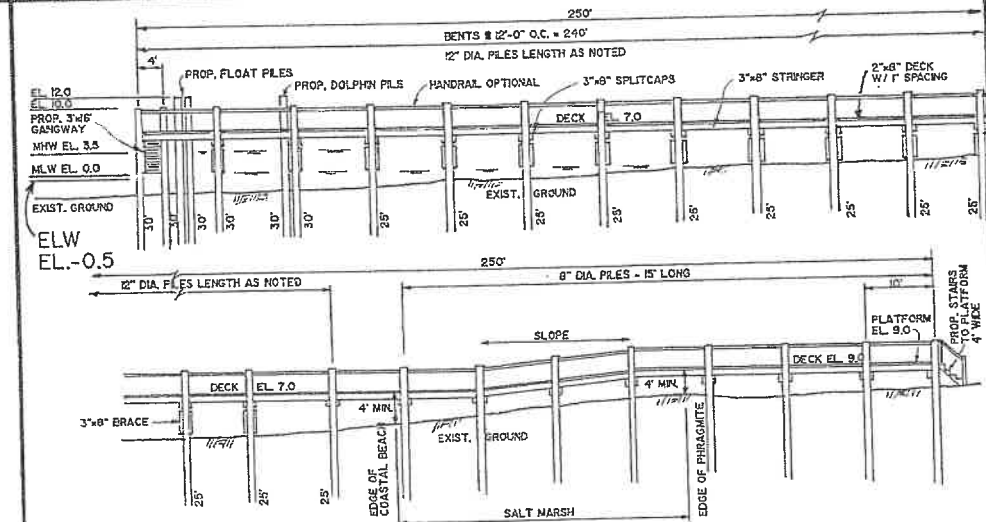 250'
BENTS @ 12'-0" O.C. = 240'
12" DIA. PILES LENGTH AS NOTED
4'
PROP. FLOAT PILES
PROP. DOLPHIN PILE
HANDRAIL OPTIONAL
3"x8" SPLITCAPS
3"x8" STRINGER
2"x6" DECK
W/ 1" SPACING
EL. 12.0
EL. 10.0
PROP. 3'x16'
GANGWAY
DECK EL. 7.0
MHW EL. 3.5
MLW EL. 0.0
EXIST. GROUND
EXIST. GROUND
30' 30' 30' 30' 30' 30' 25' 25' 25' 25' 25' 25' 25' 25' 25'
ELW
EL.-0.5
250'
12" DIA. PILES LENGTH AS NOTED
8" DIA. PILES - 15' LONG
10'
SLOPE
PLATFORM
EL. 9.0
PROP. STAIRS
TO PLATFORM
4' WIDE
DECK EL. 7.0
DECK EL. 9.0
4' MIN.
4' MIN.
3"x8" BRACE
EXIST. GROUND
25' 25' 25'
EDGE OF
COASTAL BEACH
EDGE OF PHRAGMITE
SALT MARSH